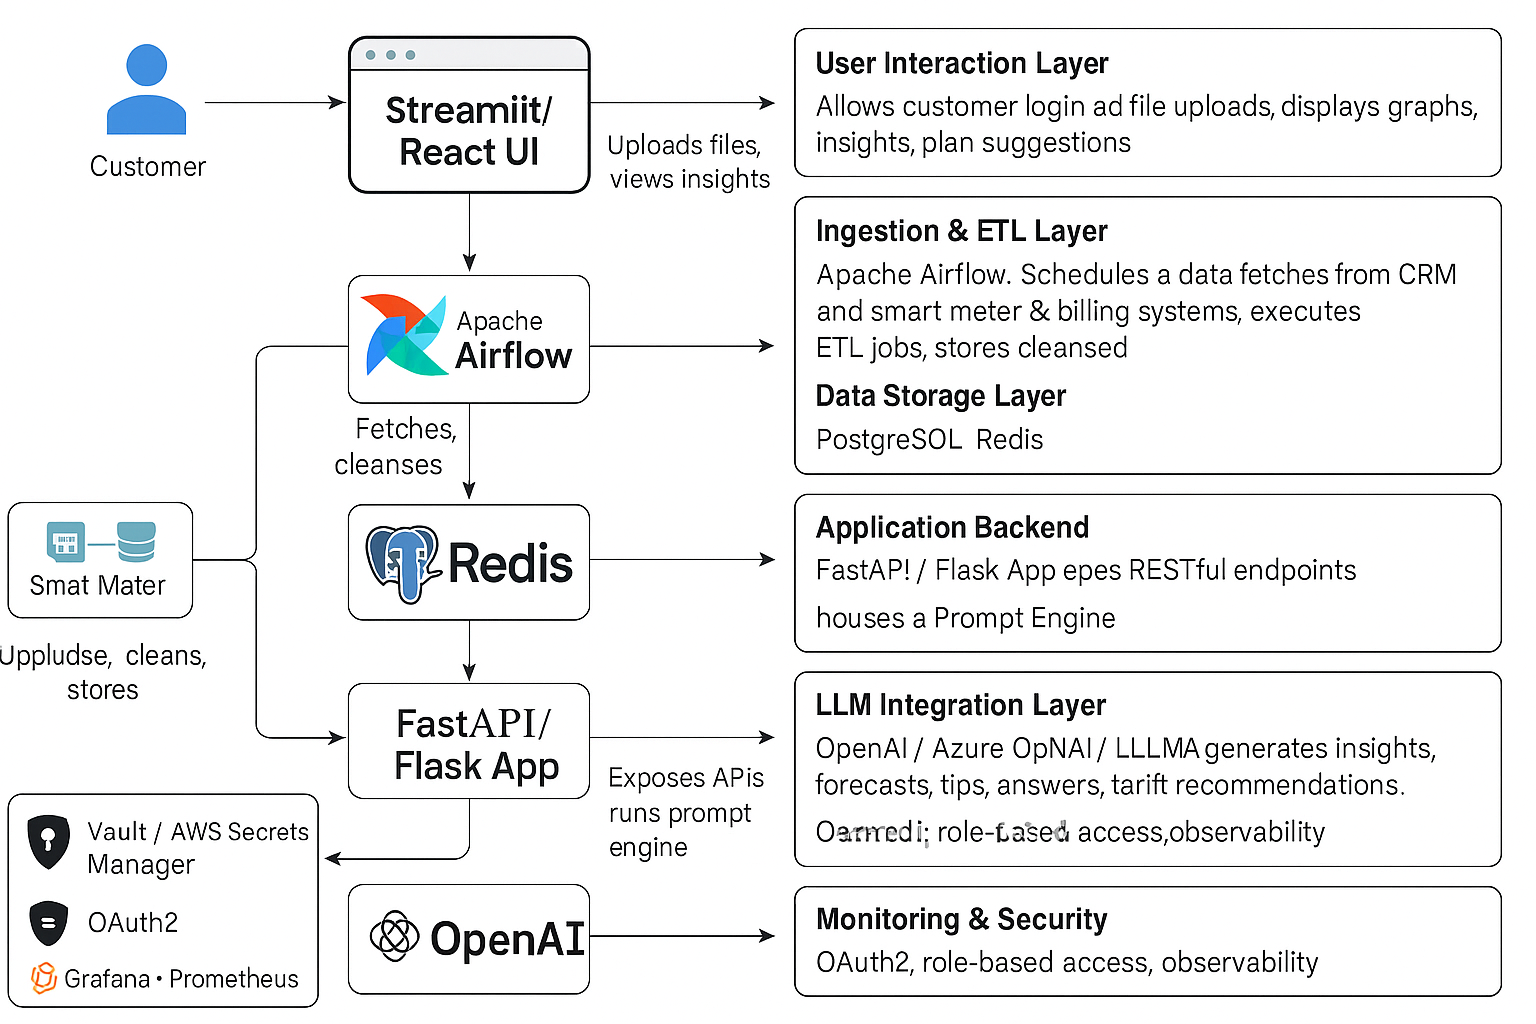 Customer
Streamiit/
React UI
Uploads files,
views insights
User Interaction Layer
Allows customer login ad file uploads, displays graphs,
insights, plan suggestions
Apache
Airflow
Fetches,
cleanses
Ingestion & ETL Layer
Apache Airflow. Schedules a data fetches from CRM
and smart meter & billing systems, executes
ETL jobs, stores cleansed
Data Storage Layer
PostgreSOL Redis
Smat Mater
Uppludse, cleans,
stores
Redis
Application Backend
FastAP! / Flask App epes RESTful endpoints
houses a Prompt Engine
FastAPI/
Flask App
Exposes APis
runs prompt
engine
LLM Integration Layer
OpenAI / Azure OpNAI / LLLMA generates insights,
forecasts, tips, answers, tarift recommendations.
role-based access,observability
Vault / AWS Secrets
Manager
OAuth2
Grafana • Prometheus
OpenAI
Monitoring & Security
OAuth2, role-based access, observability